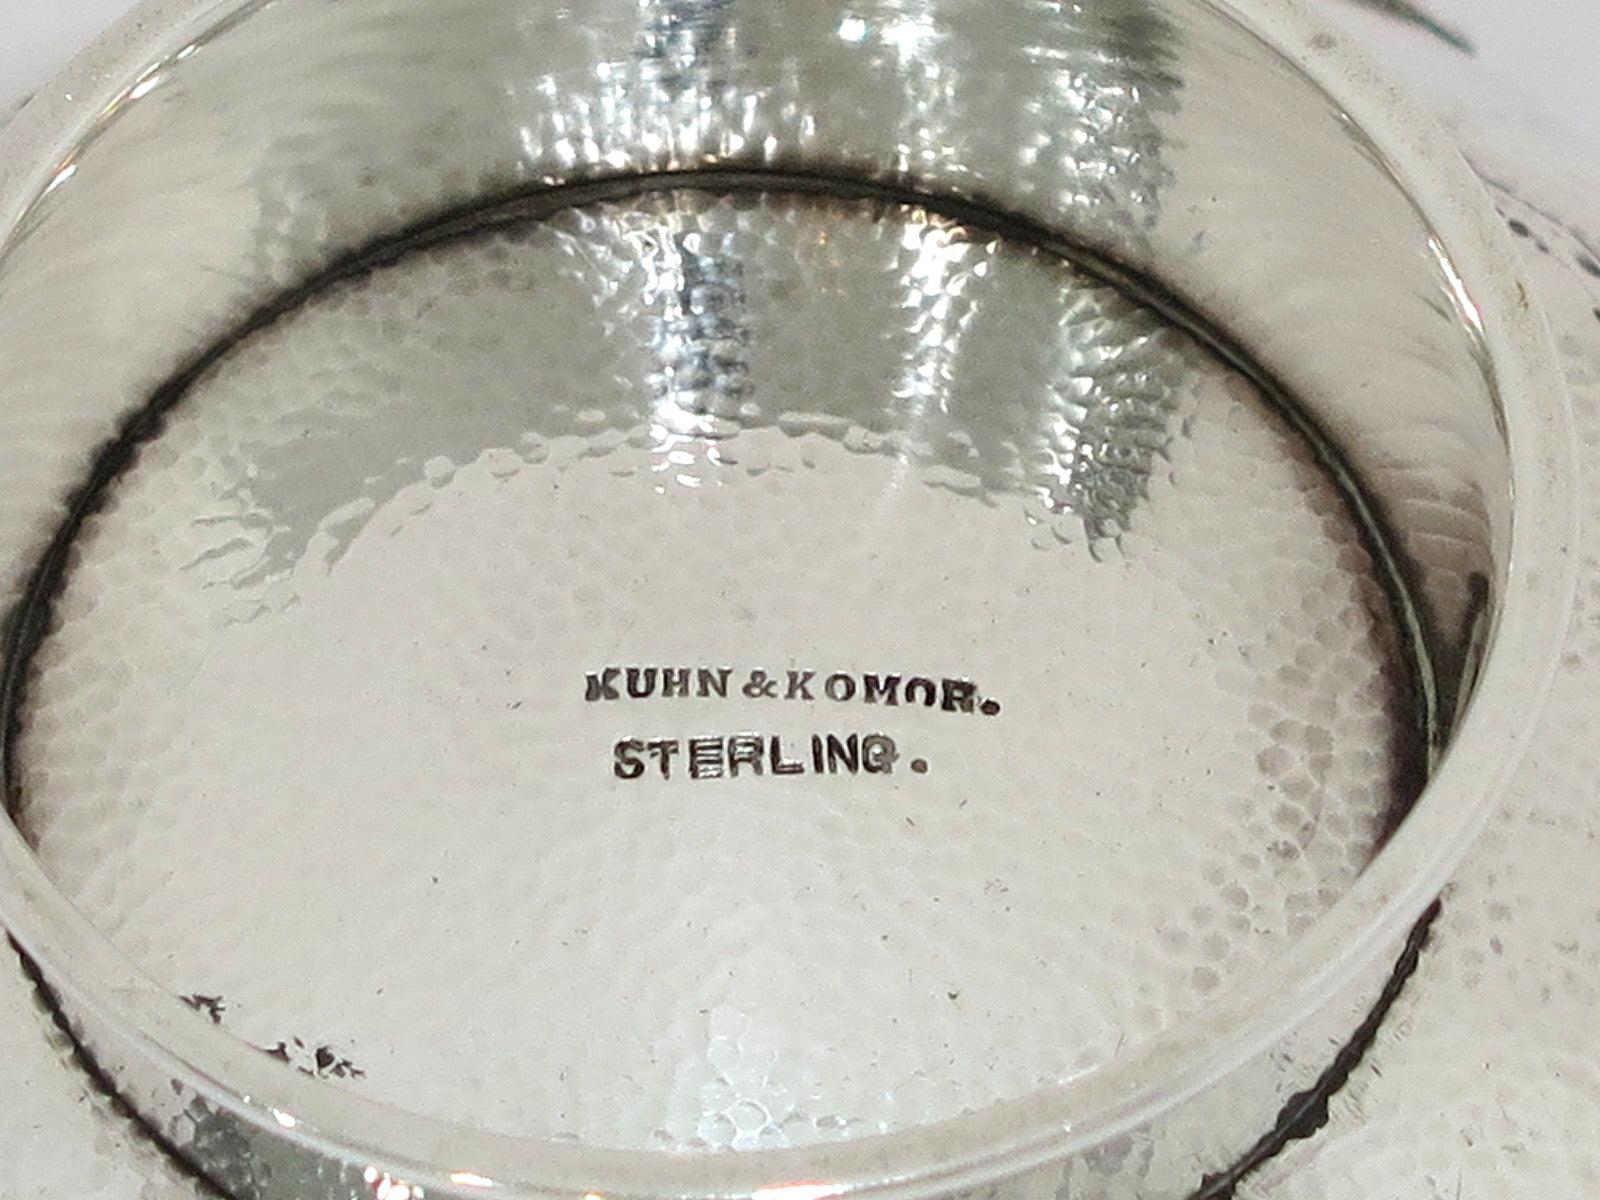 KUHN & KOMOR.
STERLING.